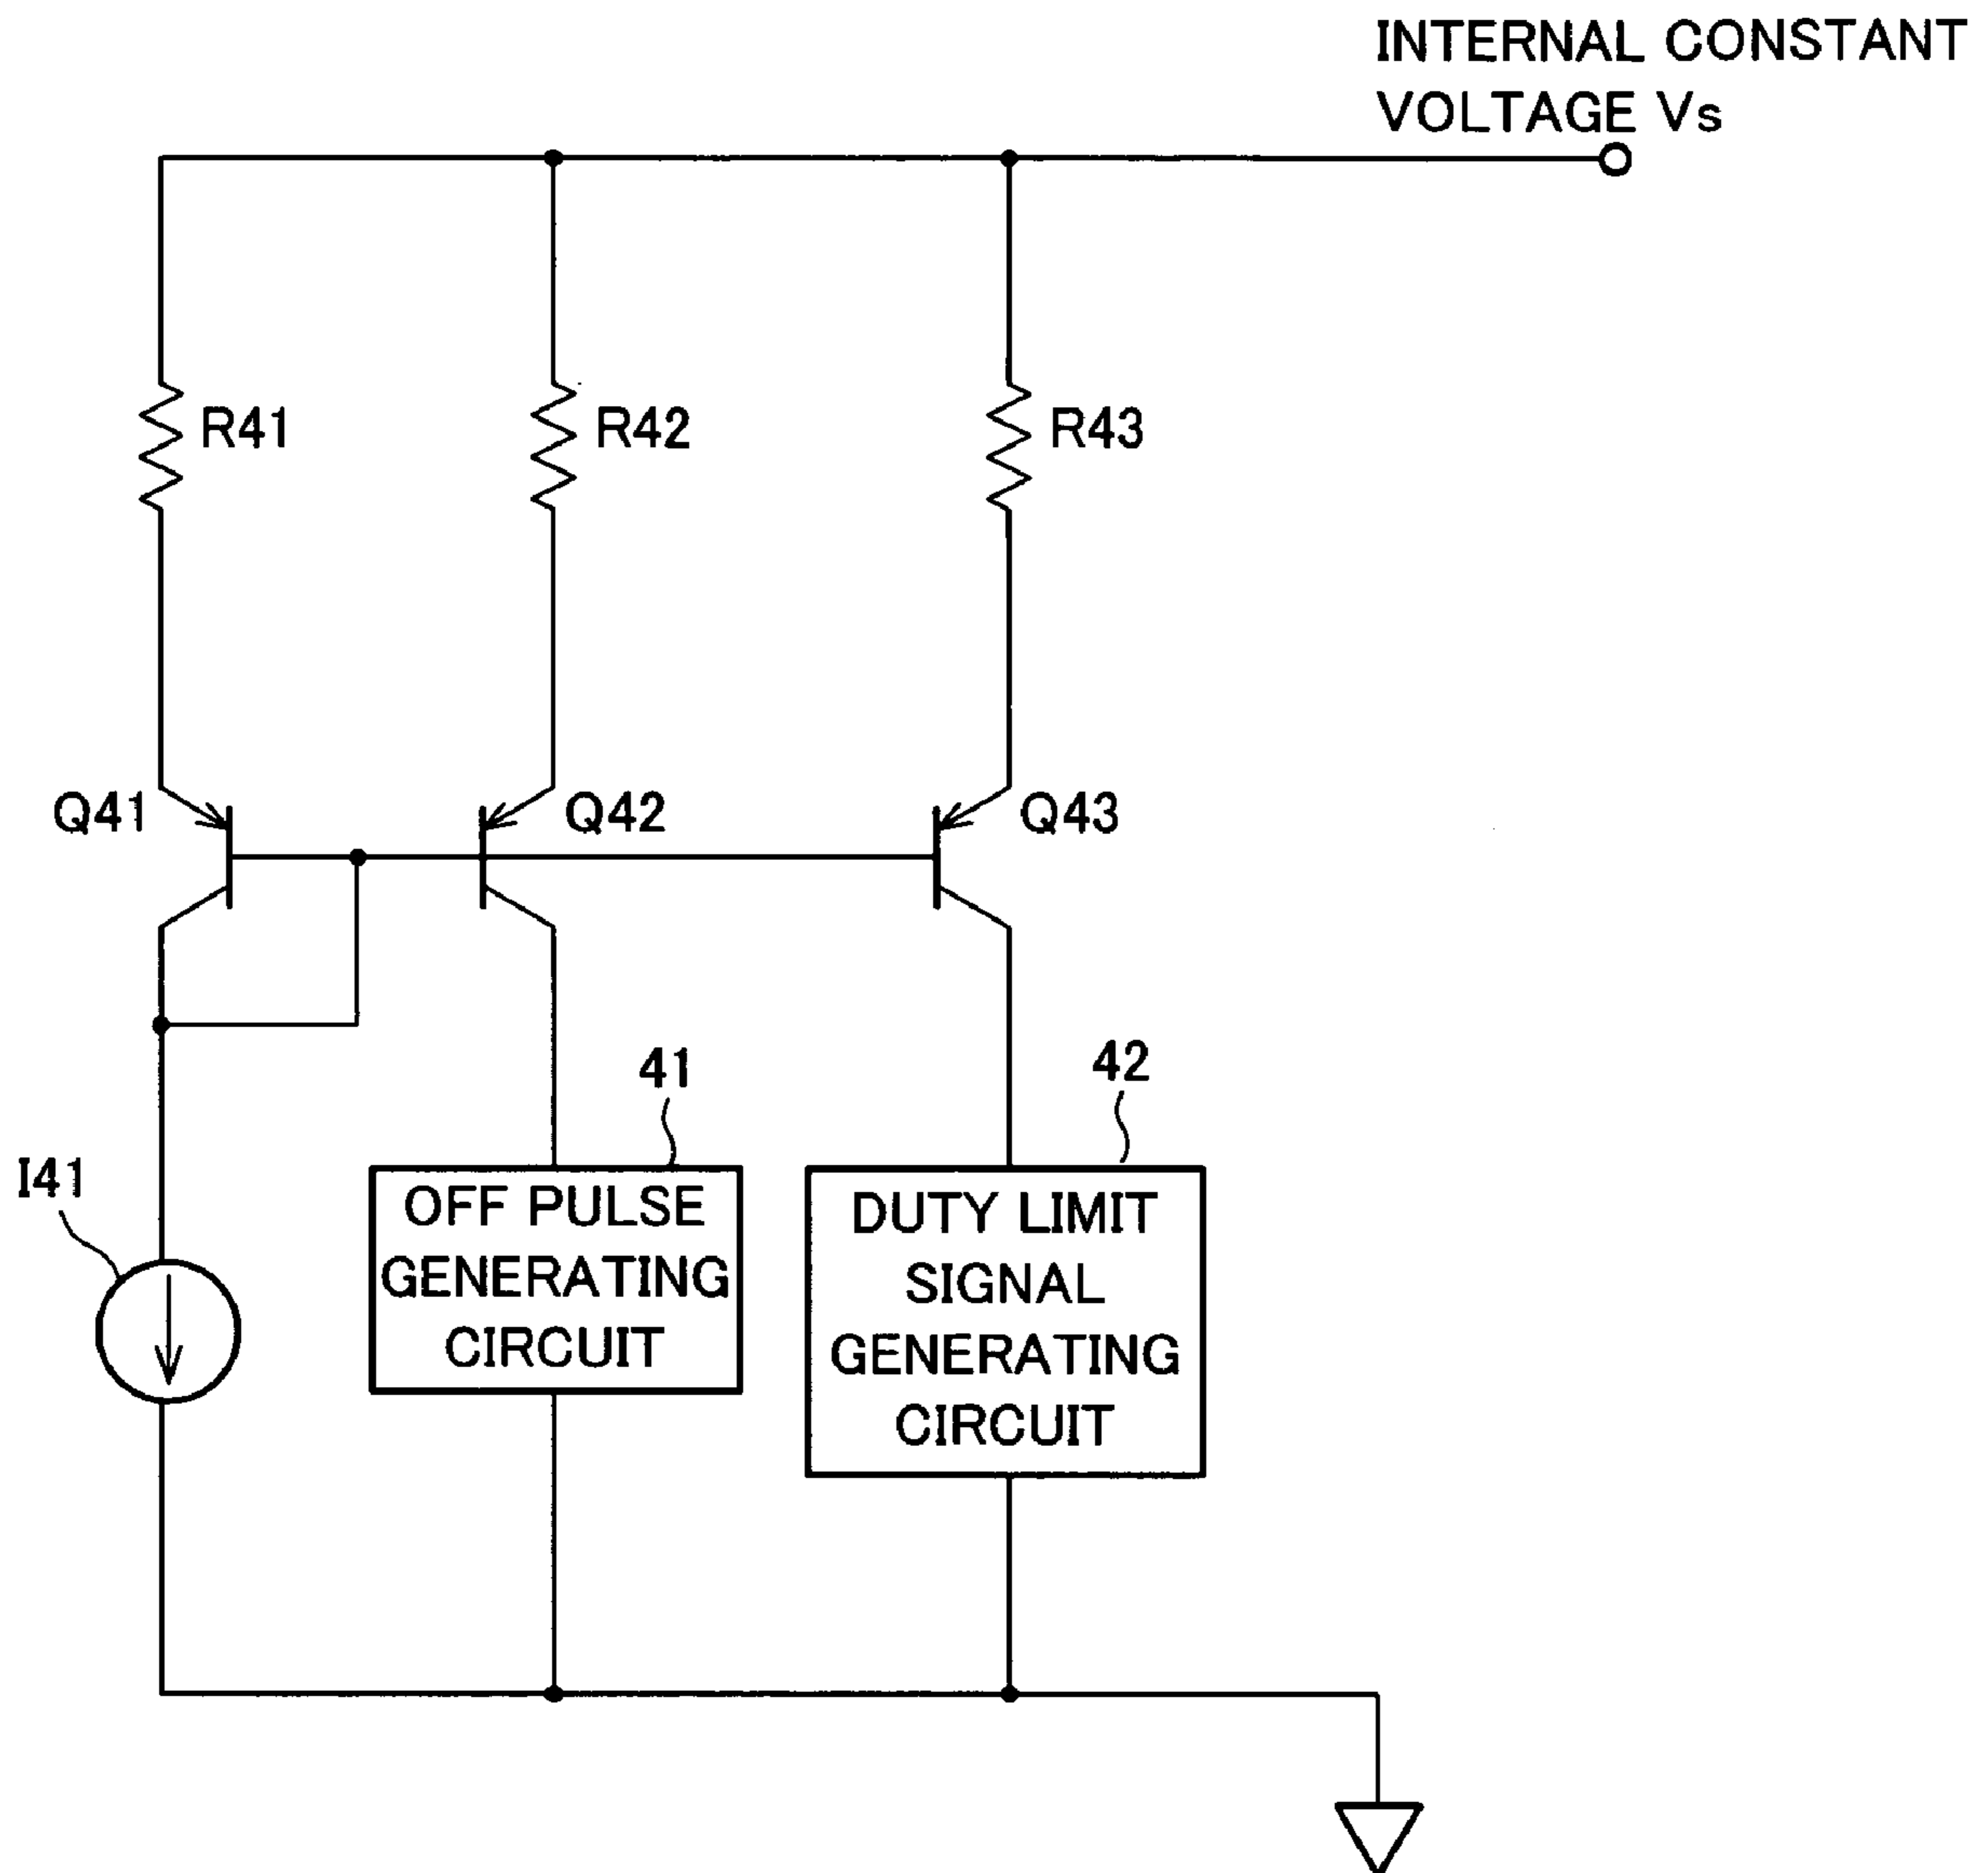 INTERNAL CONSTANT
VOLTAGE Vs
R41
R42
R43
Q41
Q42
Q43
41
42
I41
OFF PULSE
GENERATING
CIRCUIT
DUTY LIMIT
SIGNAL
GENERATING
CIRCUIT